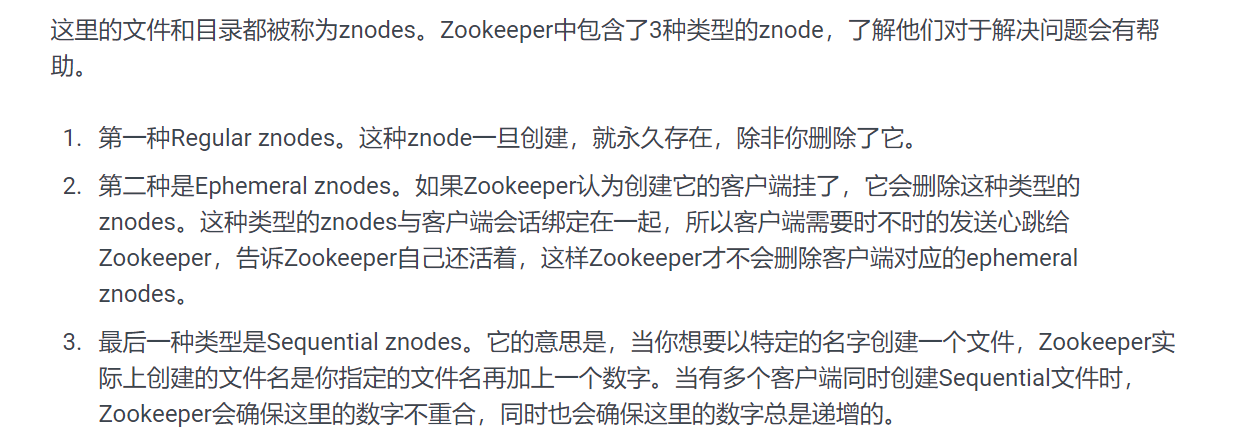 这里的文件和目录都被称为znodes。Zookeeper中包含了3种类型的znode，了解他们对于解决问题会有帮
助。
1. 第一种Regular znodes。这种znode一旦创建，就永久存在，除非你删除了它。
2. 第二种是Ephemeral znodes。如果Zookeeper认为创建它的客户端挂了，它会删除这种类型的
znodes。这种类型的znodes与客户端会话绑定在一起，所以客户端需要时不时的发送心跳给
Zookeeper，告诉Zookeeper自己还活着，这样Zookeeper才不会删除客户端对应的ephemeral
znodes。
3. 最后一种类型是Sequential znodes。它的意思是，当你想要以特定的名字创建一个文件，Zookeeper实
际上创建的文件名是你指定的文件名再加上一个数字。当有多个客户端同时创建Sequential文件时，
Zookeeper会确保这里的数字不重合，同时也会确保这里的数字总是递增的。